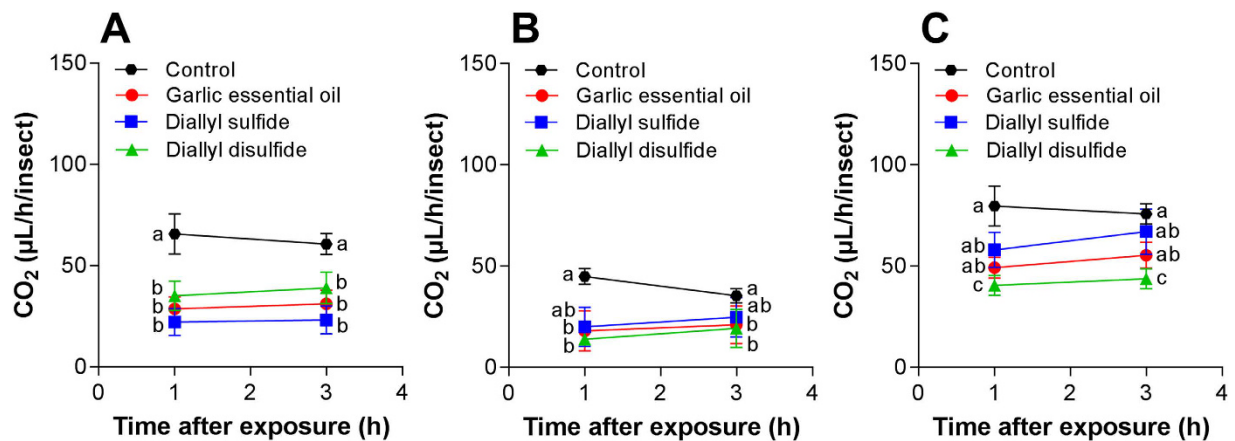 A
150
100
50
0
CO2 (µL/h/insect)
Control
Garlic essential oil
Diallyl sulfide
Diallyl disulfide
a
a
b
b
b
b
b
b
0
1
2
3
4
Time after exposure (h)
B
150
100
50
0
CO2 (µL/h/insect)
Control
Garlic essential oil
Diallyl sulfide
Diallyl disulfide
a
a
ab
ab
b
b
b
b
0
1
2
3
4
Time after exposure (h)
C
150
100
50
0
CO2 (µL/h/insect)
Control
Garlic essential oil
Diallyl sulfide
Diallyl disulfide
a
a
ab
ab
ab
ab
c
c
0
1
2
3
4
Time after exposure (h)